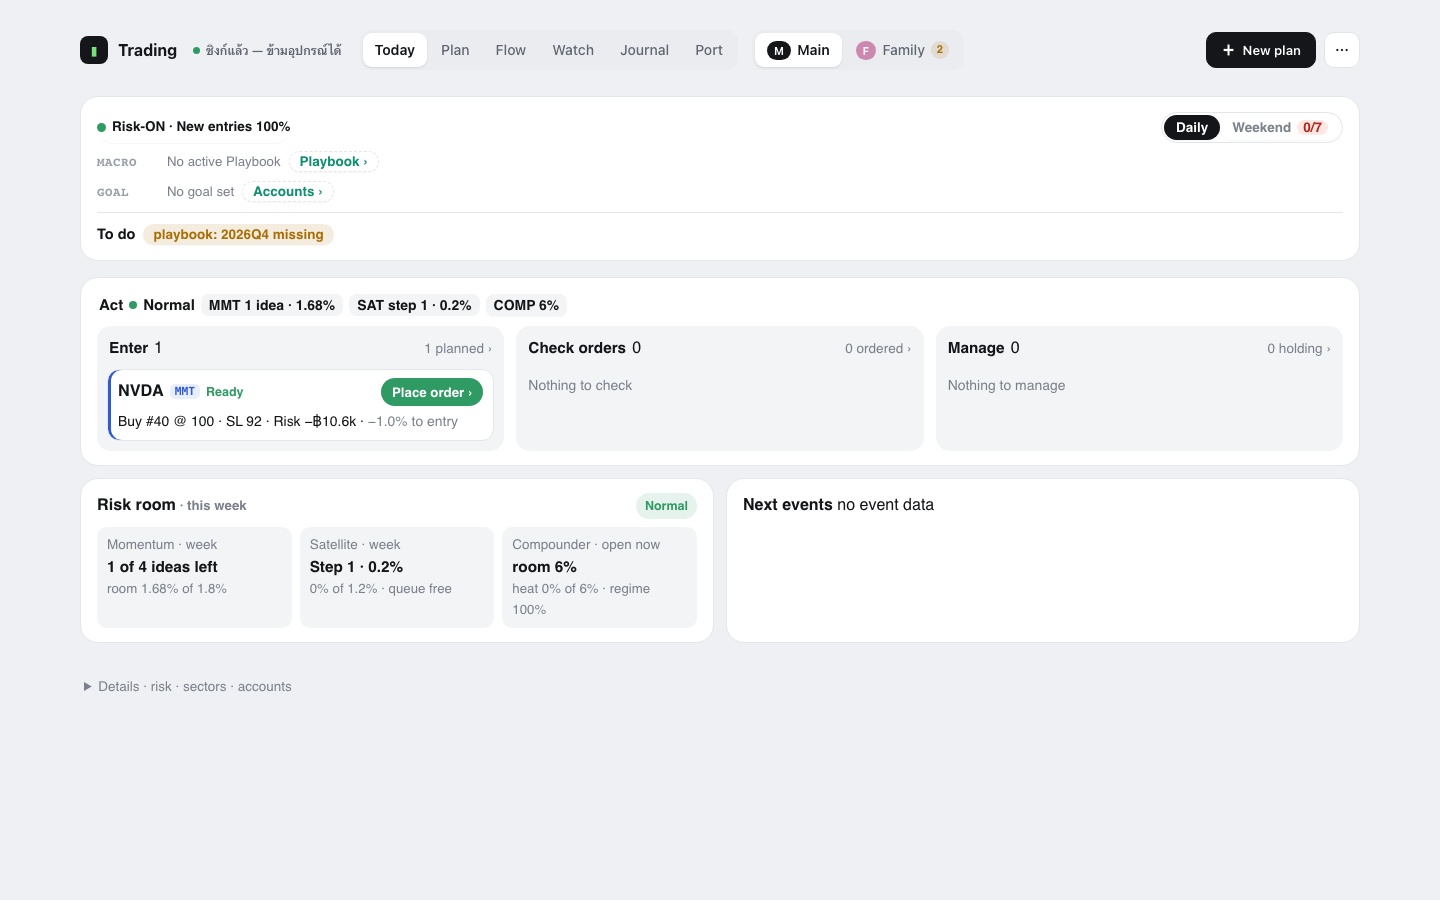 Trading ซิงก์แล้ว — ข้ามอุปกรณ์ได้ Today Plan Flow Watch Journal Port M Main F Family 2 + New plan ···
Risk-ON · New entries 100% Daily Weekend 0/7
MACRO No active Playbook Playbook ›
GOAL No goal set Accounts ›
To do playbook: 2026Q4 missing
Act Normal MMT 1 idea · 1.68% SAT step 1 · 0.2% COMP 6%
Enter 1 1 planned ›
NVDA MMT Ready Place order ›
Buy #40 @ 100 · SL 92 · Risk −฿10.6k · −1.0% to entry
Check orders 0 0 ordered ›
Nothing to check
Manage 0 0 holding ›
Nothing to manage
Risk room · this week Normal
Momentum · week
1 of 4 ideas left
room 1.68% of 1.8%
Satellite · week
Step 1 · 0.2%
0% of 1.2% · queue free
Compounder · open now
room 6%
heat 0% of 6% · regime
100%
Next events no event data
▶ Details · risk · sectors · accounts